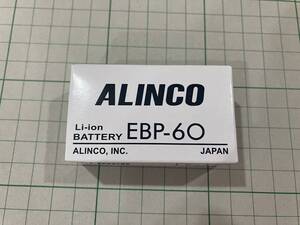 ALINCO
Li-ion
BATTERY EBP-60
ALINCO, INC. JAPAN